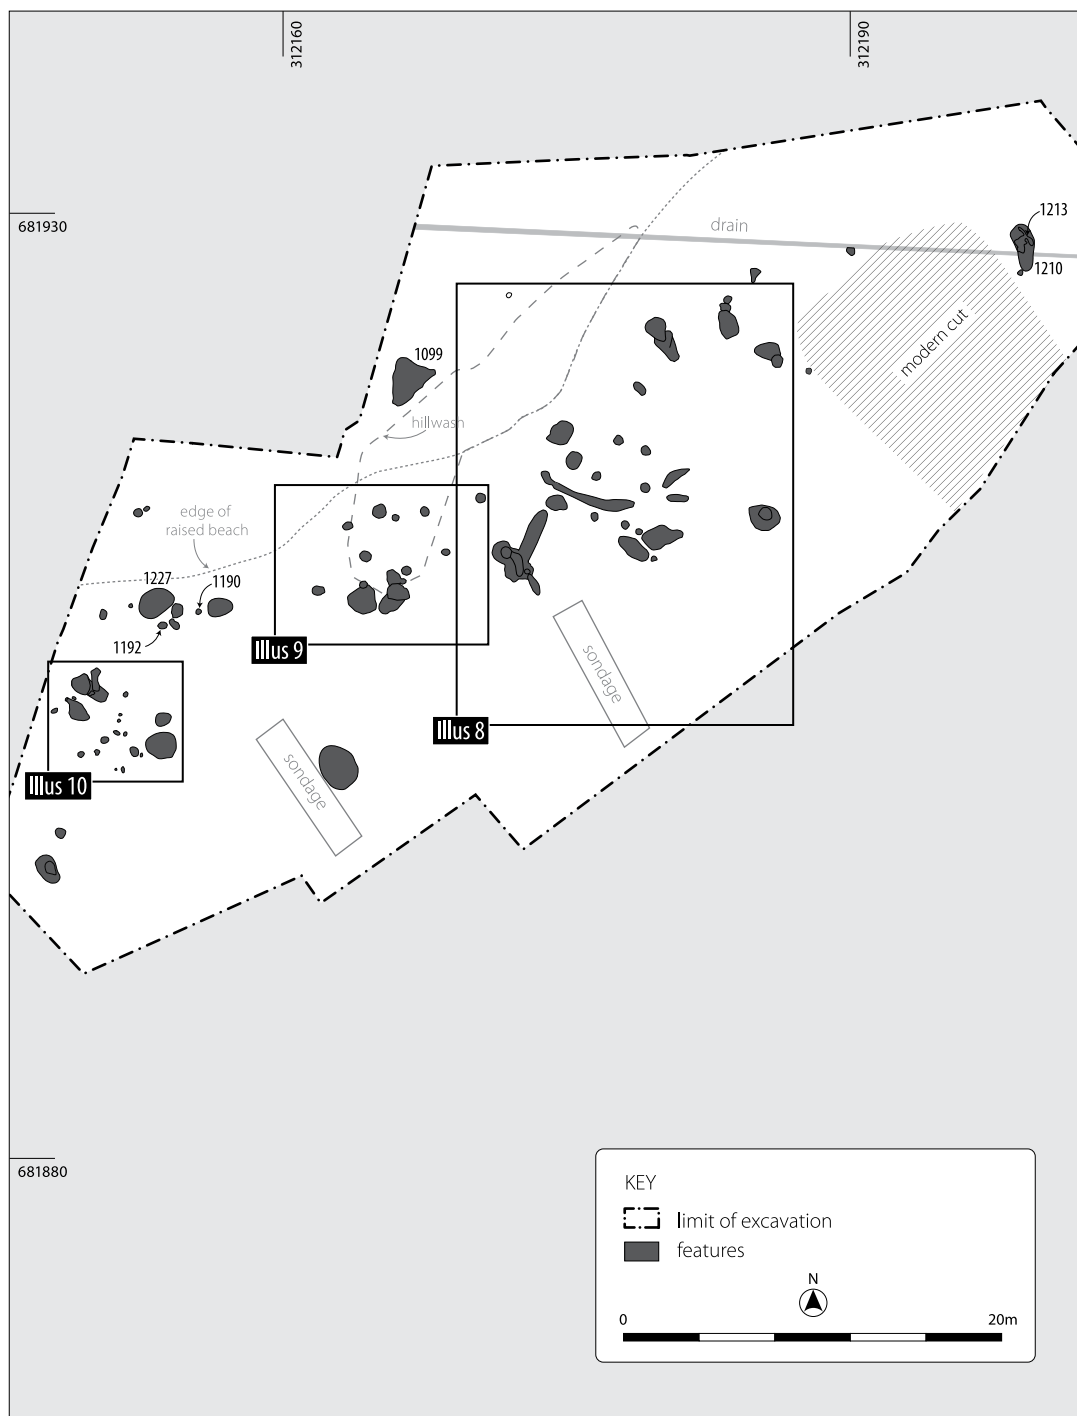 312160
312190
681930
drain
1213
1210
modern cut
1099
hillwash
edge of
raised beach
1227
1190
1192
Illus 9
sondage
Illus 8
sondage
Illus 10
681880
KEY
limit of excavation
features
N
0
20m